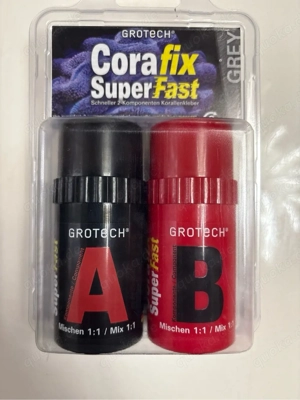 GROTECH®
Corafix
SuperFast
Schneller 2-Komponenten Korallenkleber
GREY
GROTECH®
SuperFast
A
Mischen 1:1 / Mix 1:1
GROTECH®
SuperFast
B
Mischen 1:1 / Mix 1:1